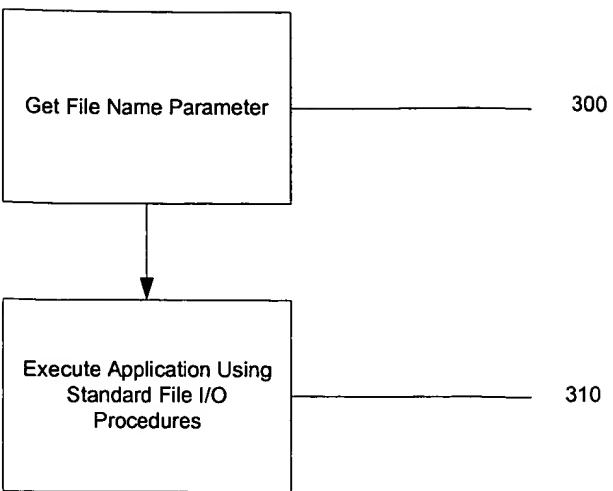 Get File Name Parameter
300
Execute Application Using
Standard File I/O
Procedures
310